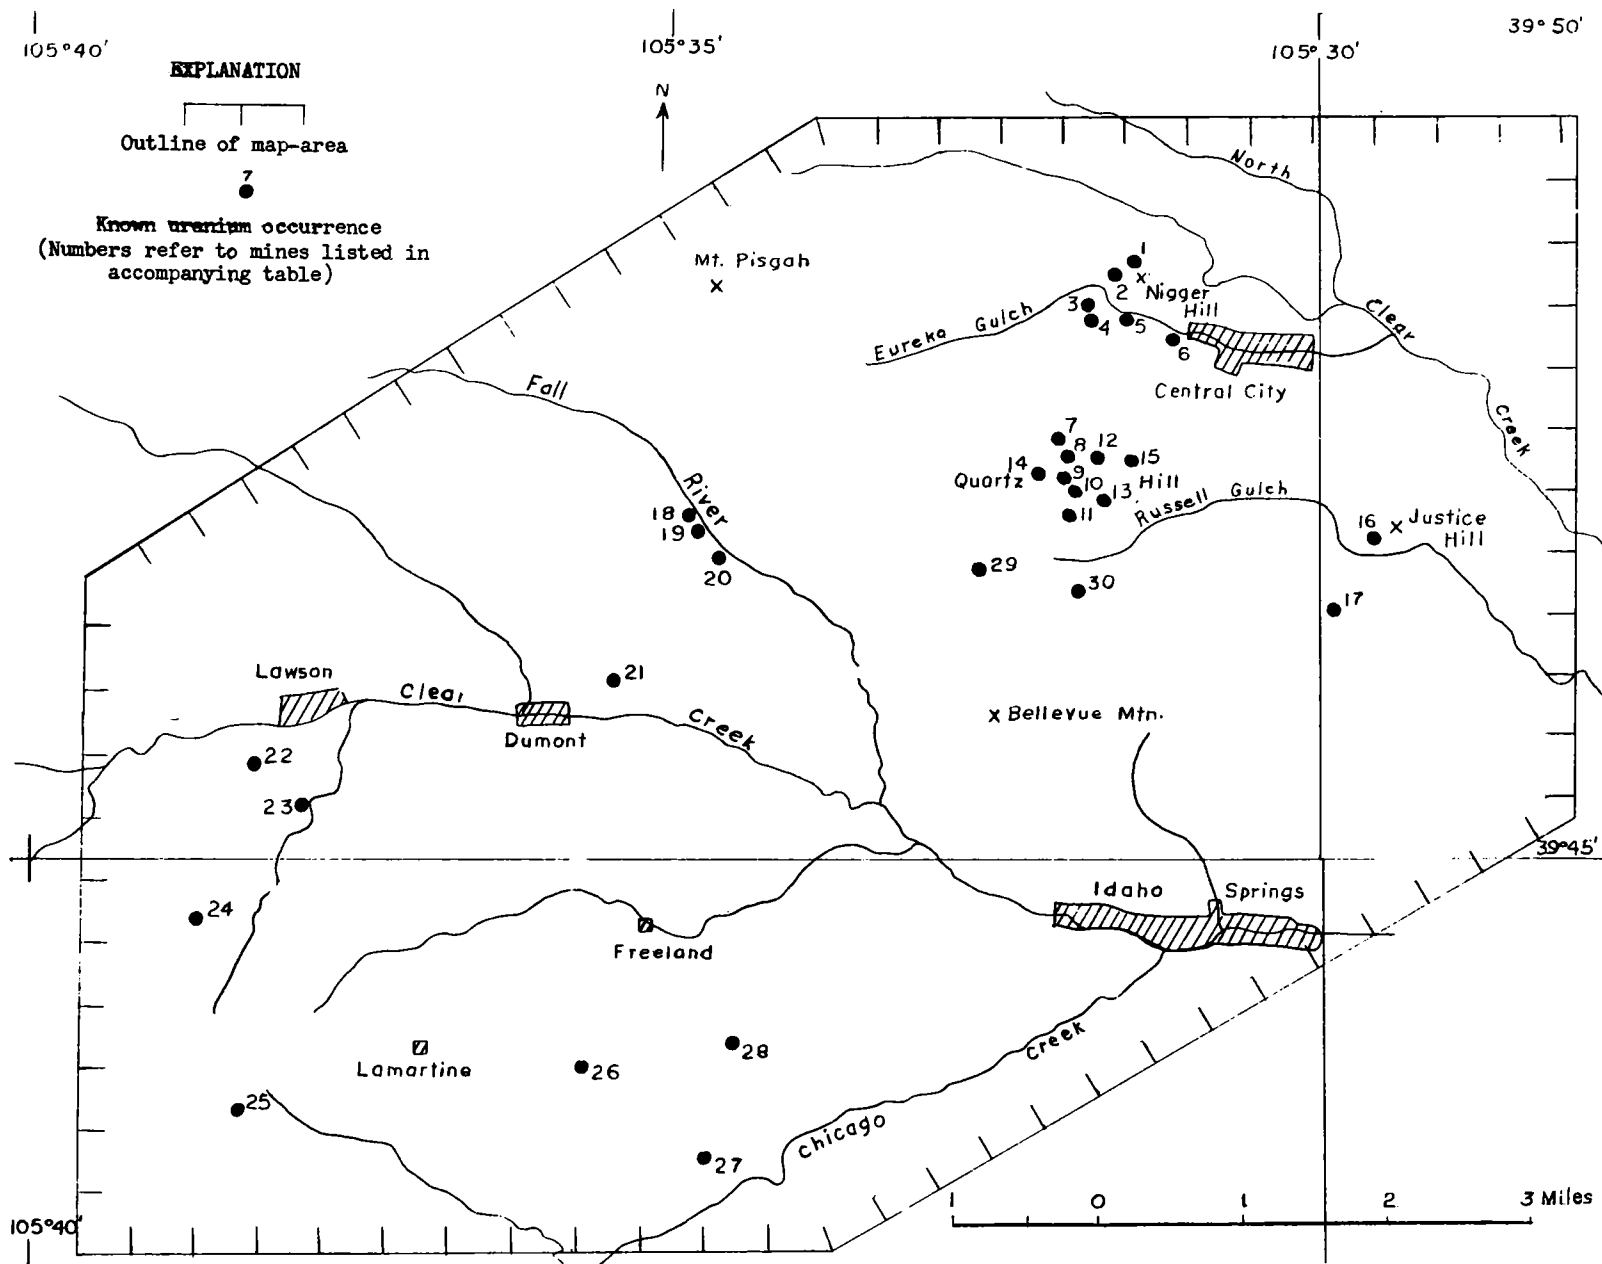 105°40'
105°35'
105°30'
39°50'
EXPLANATION
Outline of map-area
7
Known uranium occurrence
(Numbers refer to mines listed in
accompanying table)
N
North
Clear
Creek
Mt. Pisgah
x
1
x
2
Nigger
Hill
3
4
5
6
Eureka Gulch
Central City
Fall
River
7
8
12
15
14
9
Quartz
Hill
10
13
11
Russell Gulch
16
x Justice
Hill
17
18
19
20
29
30
21
Lawson
Clear
Creek
Dumont
x Bellevue Mtn.
22
23
39°45'
24
Idaho Springs
Freeland
Lamartine
28
26
25
27
Chicago
Creek
1 0 1 2 3 Miles
105°40'